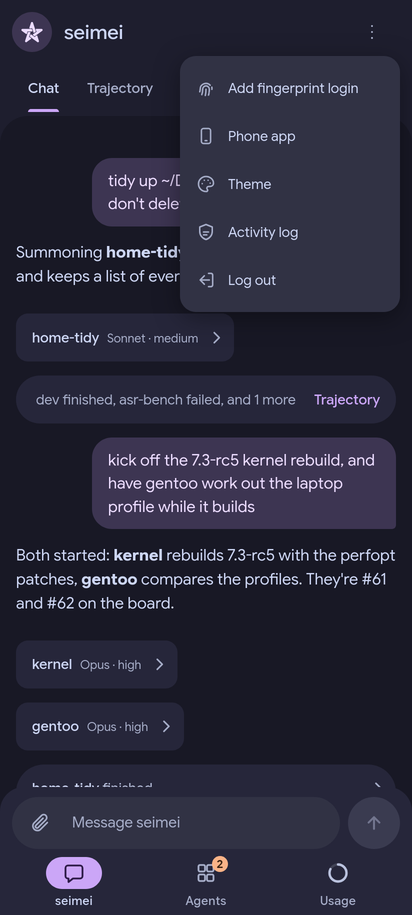 seimei
Chat
Trajectory
Add fingerprint login
Phone app
Theme
Activity log
Log out
tidy up
don't
Summoning
and keeps a list of
home-tidy Sonnet · medium
dev finished, asr-bench failed, and 1 more Trajectory
kick off the 7.3-rc5 kernel rebuild, and
have gentoo work out the laptop
profile while it builds
Both started: kernel rebuilds 7.3-rc5 with the perfopt
patches, gentoo compares the profiles. They're #61
and #62 on the board.
kernel Opus · high
gentoo Opus · high
home-tidy finished
Message seimei
2
seimei
Agents
Usage